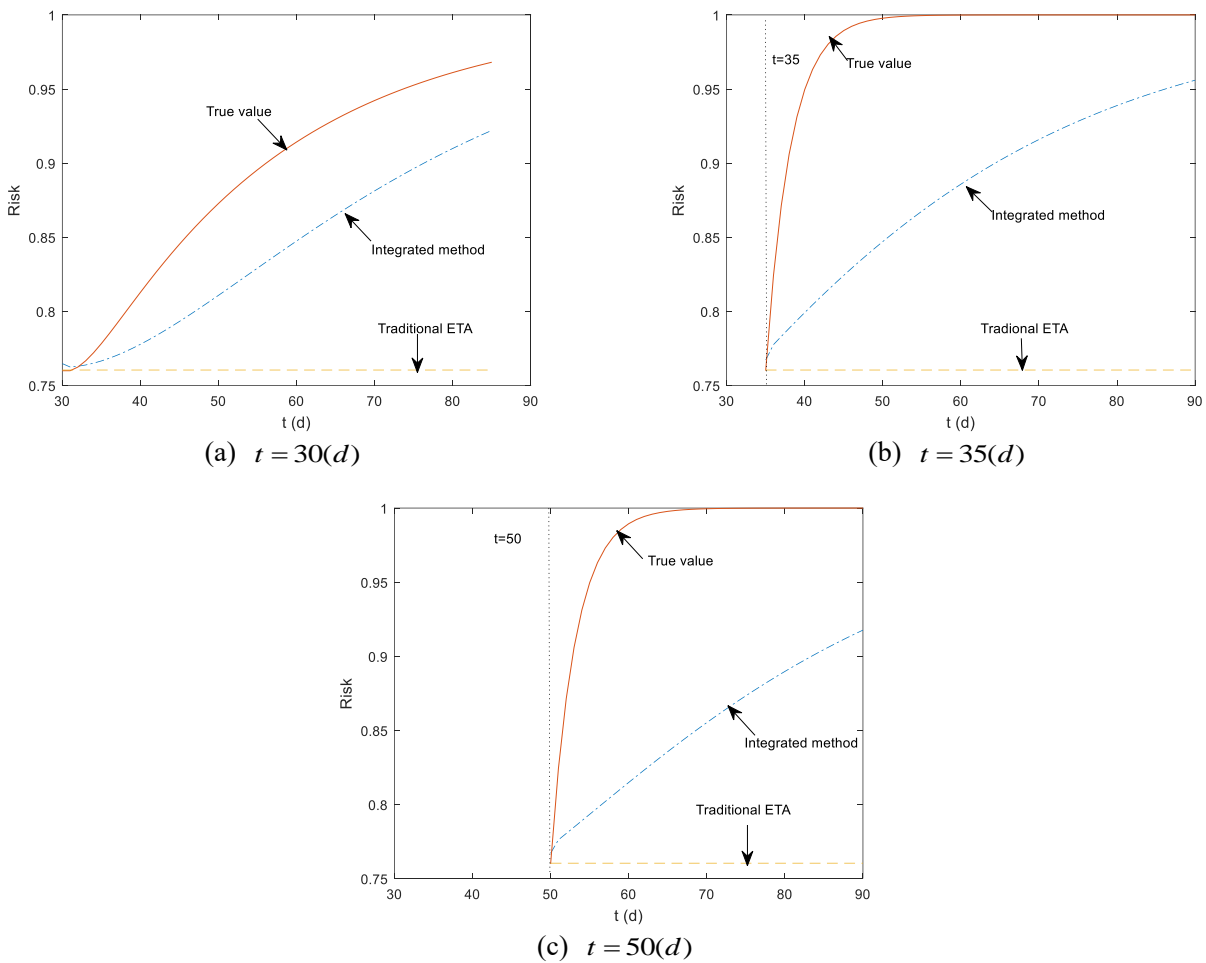 1
0.95
0.9
0.85
0.8
0.75
Risk
True value
Integrated method
Traditional ETA
30 40 50 60 70 80 90
t (d)
(a) t = 30(d)
1
0.95
0.9
0.85
0.8
0.75
Risk
t=35
True value
Integrated method
Tradional ETA
30 40 50 60 70 80 90
t (d)
(b) t = 35(d)
1
0.95
0.9
0.85
0.8
0.75
Risk
t=50
True value
Integrated method
Traditional ETA
30 40 50 60 70 80 90
t (d)
(c) t = 50(d)